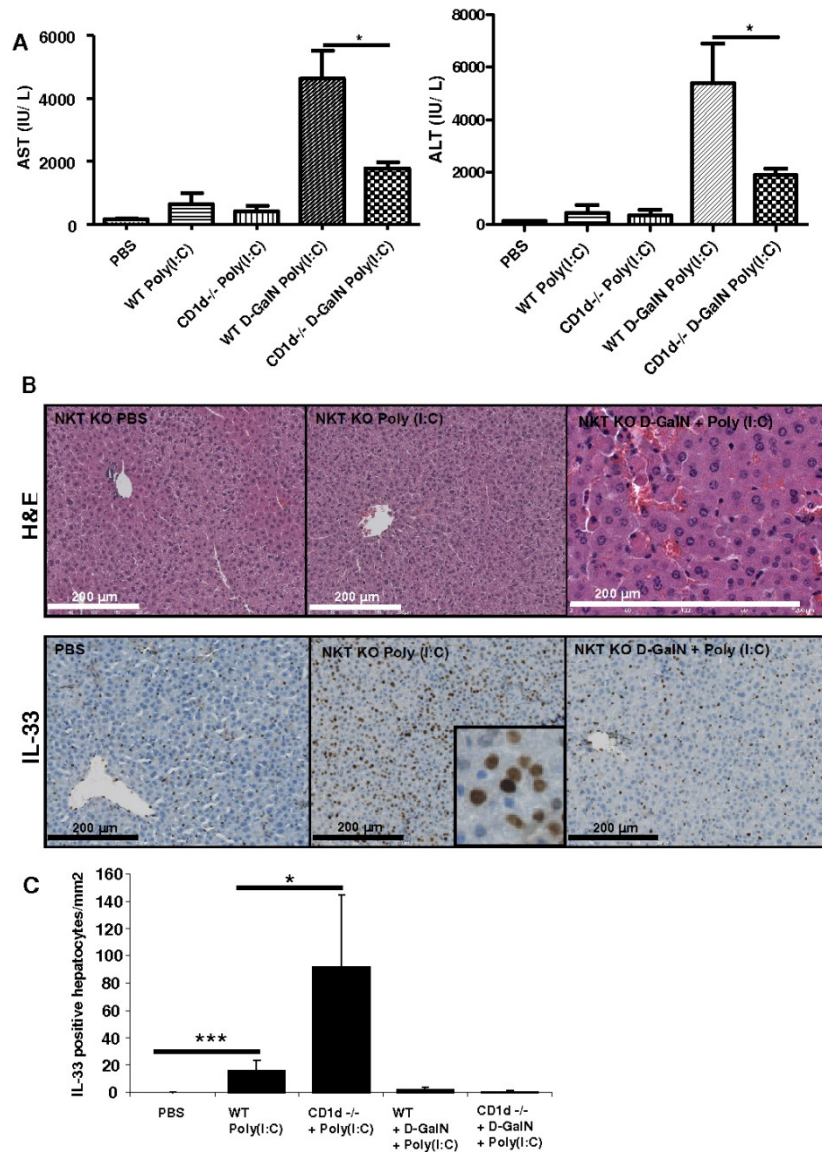 A
AST (IU/ L)
6000
4000
2000
0
*
PBS
WT Poly(I:C)
CD1d-/- Poly(I:C)
WT D-GalN Poly(I:C)
CD1d-/- D-GalN Poly(I:C)
ALT (IU/ L)
8000
6000
4000
2000
0
*
PBS
WT Poly(I:C)
CD1d-/- Poly(I:C)
WT D-GalN Poly(I:C)
CD1d-/- D-GalN Poly(I:C)
B
H&E
NKT KO PBS
200 µm
NKT KO Poly (I:C)
200 µm
NKT KO D-GalN + Poly (I:C)
200 µm
IL-33
PBS
200 µm
NKT KO Poly (I:C)
200 µm
NKT KO D-GalN + Poly (I:C)
200 µm
C
IL-33 positive hepatocytes/mm2
160
140
120
100
80
60
40
20
0
***
*
PBS
WT
Poly(I:C)
CD1d -/-
+ Poly(I:C)
WT
+ D-GalN
+ Poly(I:C)
CD1d -/-
+ D-GalN
+ Poly(I:C)